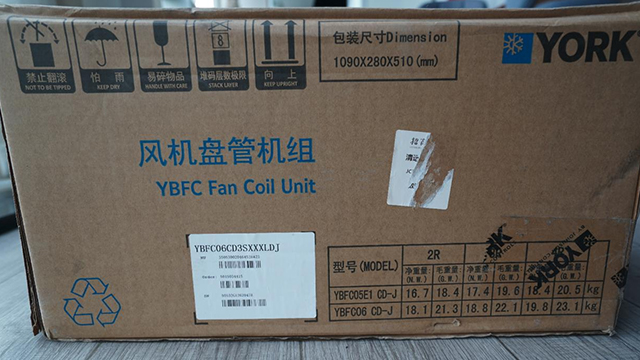 包装尺寸Dimension
1090X280X510(mm)
YORK
禁止翻滚
NOT TO BE TIPPED
怕雨
KEEP DRY
易碎物品
HANDLE WITH CARE
堆码层数极限
8
STACK LAYER
向上
KEEP UPRIGHT
风机盘管机组
YBFC Fan Coil Unit
YBFC06CD3SXXXLDJ
型号(MODEL)
2R
净重量: 毛重量: 净重量: 毛重量: 净重量: 毛重量:
(N.W.) (G.W.) (N.W.) (G.W.) (N.W.) (G.W.)
YBFC05E1 CD-J 16.7 18.4 17.4 19.6 18.4 20.5 kg
YBFC06 CD-J 18.1 21.3 18.8 22.1 19.8 23.1
YORK